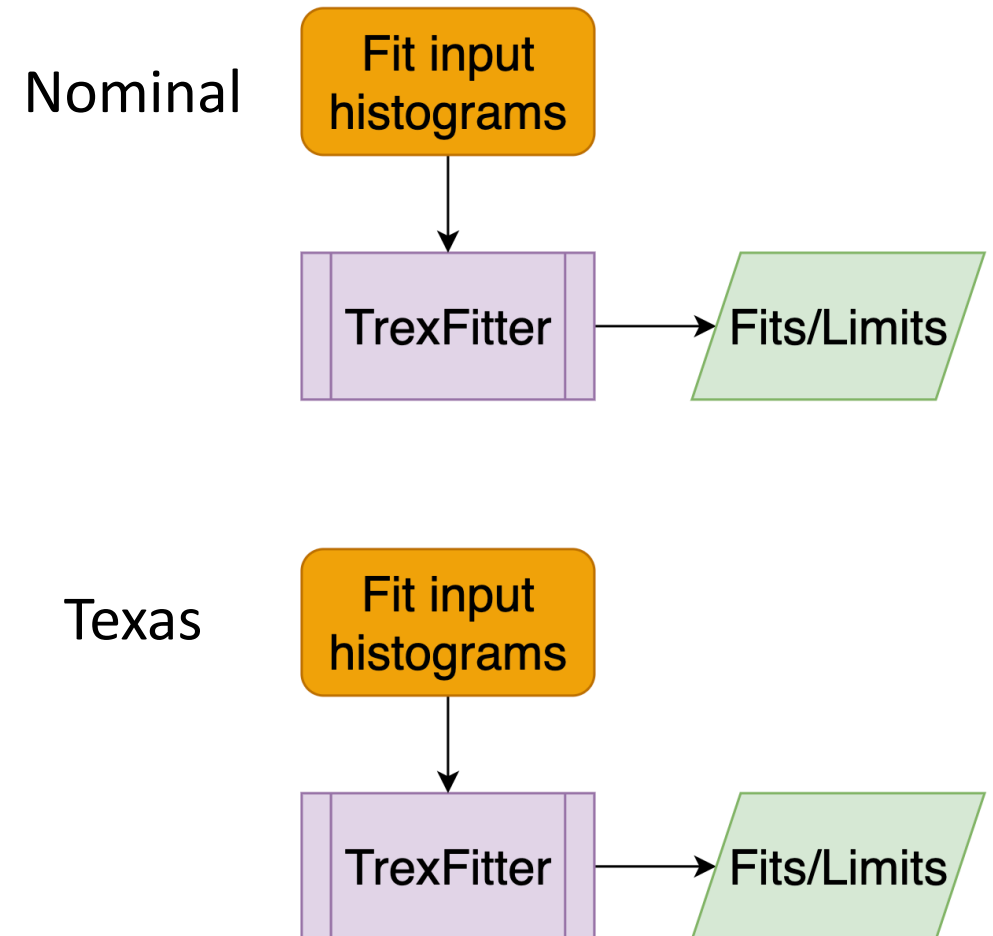 Nominal
Fit input
histograms
TrexFitter
Fits/Limits
Texas
Fit input
histograms
TrexFitter
Fits/Limits